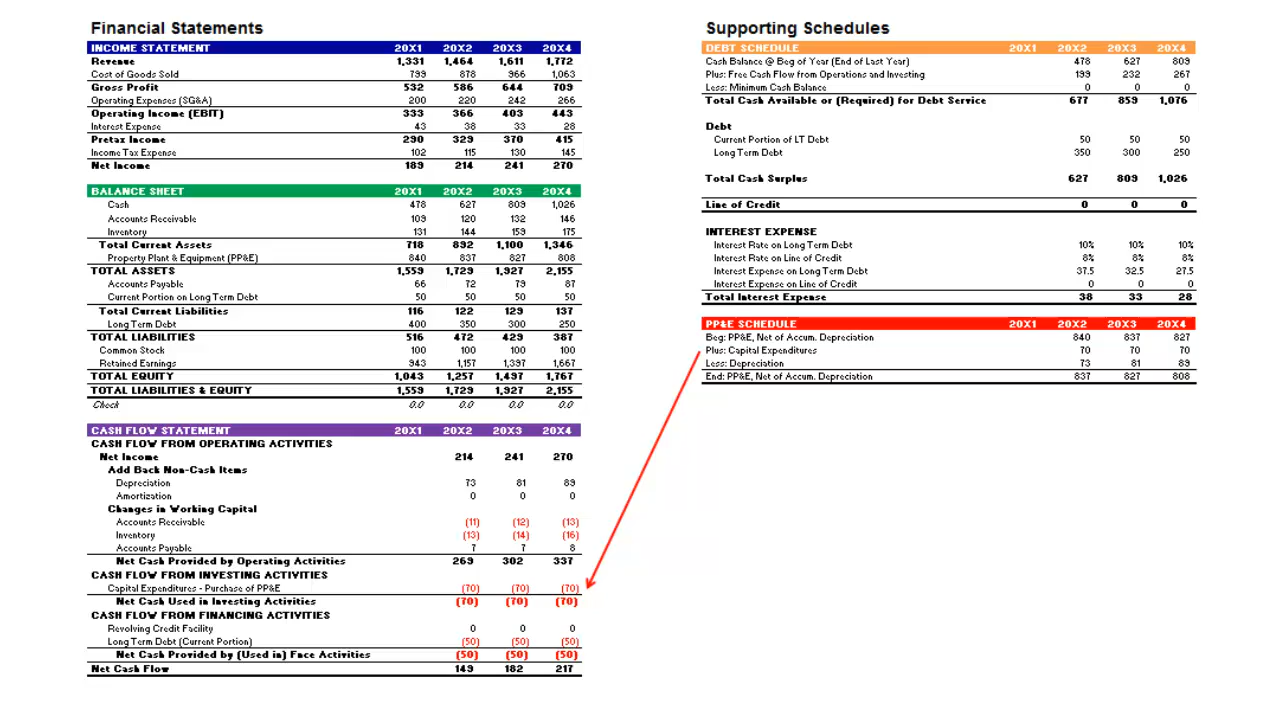 Financial Statements
INCOME STATEMENT 20X1 20X2 20X3 20X4
Revenue 1,331 1,464 1,611 1,772
Cost of Goods Sold 799 878 966 1,063
Gross Profit 532 586 644 709
Operating Expenses (SG&A) 200 220 242 266
Operating Income (EBIT) 333 366 403 443
Interest Expense 43 38 33 28
Pretax Income 290 329 370 415
Income Tax Expense 102 115 130 145
Net Income 189 214 241 270
BALANCE SHEET 20X1 20X2 20X3 20X4
Cash 478 627 809 1,026
Accounts Receivable 109 120 132 146
Inventory 131 144 159 175
Total Current Assets 718 892 1,100 1,346
Property Plant & Equipment (PP&E) 840 837 827 808
TOTAL ASSETS 1,559 1,729 1,927 2,155
Accounts Payable 66 72 79 87
Current Portion on Long Term Debt 50 50 50 50
Total Current Liabilities 116 122 129 137
Long Term Debt 400 350 300 250
TOTAL LIABILITIES 516 472 429 387
Common Stock 100 100 100 100
Retained Earnings 943 1,157 1,397 1,667
TOTAL EQUITY 1,043 1,257 1,497 1,767
TOTAL LIABILITIES & EQUITY 1,559 1,729 1,927 2,155
Check 0.0 0.0 0.0 0.0
CASH FLOW STATEMENT 20X1 20X2 20X3 20X4
CASH FLOW FROM OPERATING ACTIVITIES
Net Income 214 241 270
Add Back Non-Cash Items
Depreciation 73 81 89
Amortization 0 0 0
Changes in Working Capital
Accounts Receivable (11) (12) (13)
Inventory (13) (14) (16)
Accounts Payable 7 7 8
Net Cash Provided by Operating Activities 269 302 337
CASH FLOW FROM INVESTING ACTIVITIES
Capital Expenditures - Purchase of PP&E (70) (70) (70)
Net Cash Used in Investing Activities (70) (70) (70)
CASH FLOW FROM FINANCING ACTIVITIES
Revolving Credit Facility 0 0 0
Long Term Debt (Current Portion) (50) (50) (50)
Net Cash Provided by (Used in) Face Activities (50) (50) (50)
Net Cash Flow 149 182 217
Supporting Schedules
DEBT SCHEDULE 20X1 20X2 20X3 20X4
Cash Balance @ Beg of Year (End of Last Year) 478 627 809
Plus: Free Cash Flow from Operations and Investing 199 232 267
Less: Minimum Cash Balance 0 0 0
Total Cash Available or (Required) for Debt Service 677 859 1,076
Debt
Current Portion of LT Debt 50 50 50
Long Term Debt 350 300 250
Total Cash Surplus 627 809 1,026
Line of Credit 0 0 0
INTEREST EXPENSE
Interest Rate on Long Term Debt 10% 10% 10%
Interest Rate on Line of Credit 8% 8% 8%
Interest Expense on Long Term Debt 37.5 32.5 27.5
Interest Expense on Line of Credit 0 0 0
Total Interest Expense 38 33 28
PP&E SCHEDULE 20X1 20X2 20X3 20X4
Beg: PP&E, Net of Accum. Depreciation 840 837 827
Plus: Capital Expenditures 70 70 70
Less: Depreciation 73 81 89
End: PP&E, Net of Accum. Depreciation 837 827 808